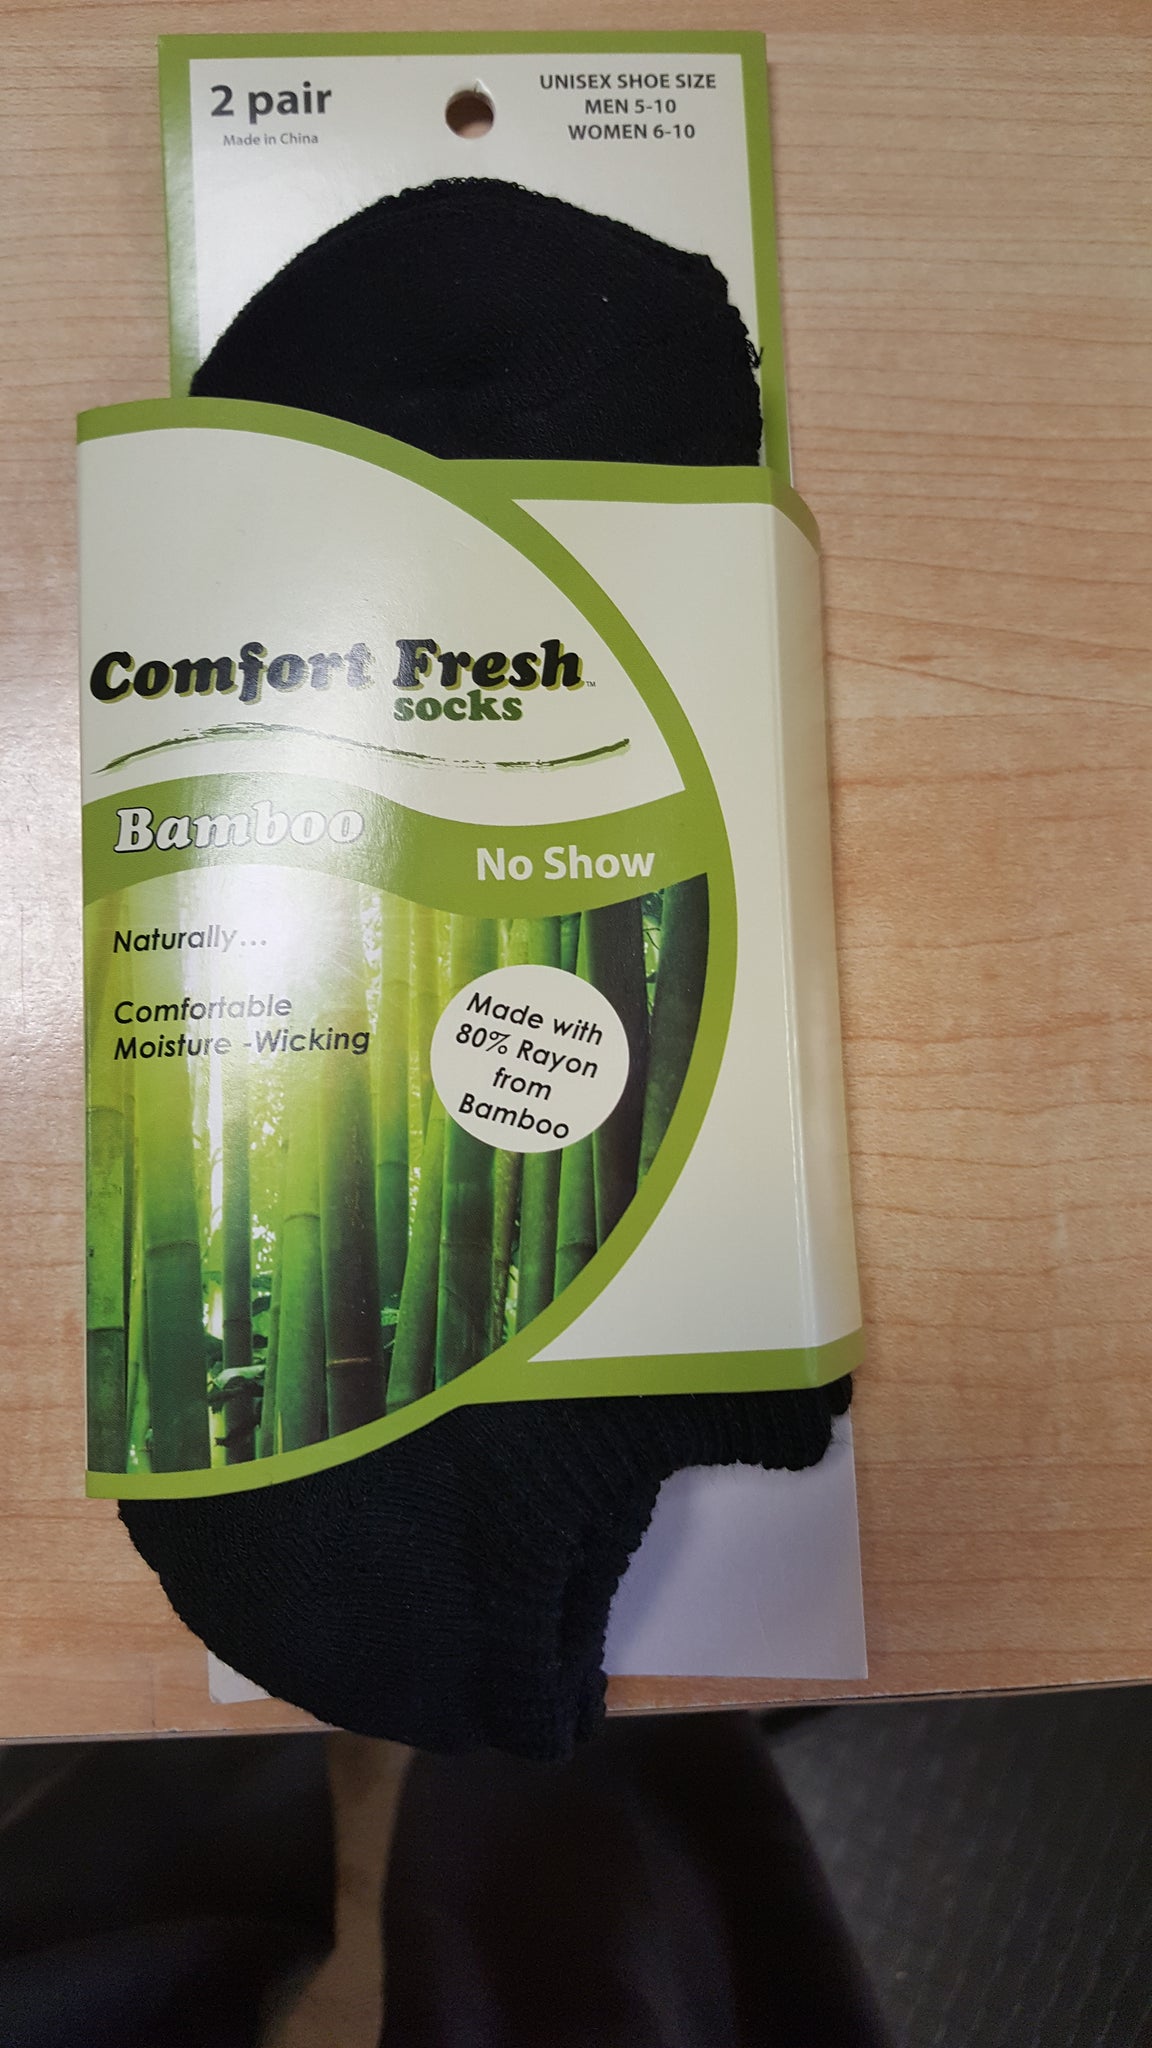 2 pair
Made in China
UNISEX SHOE SIZE
MEN 5-10
WOMEN 6-10
Comfort Fresh™
socks
Bamboo
No Show
Naturally...
Comfortable
Moisture -Wicking
Made with
80% Rayon
from
Bamboo